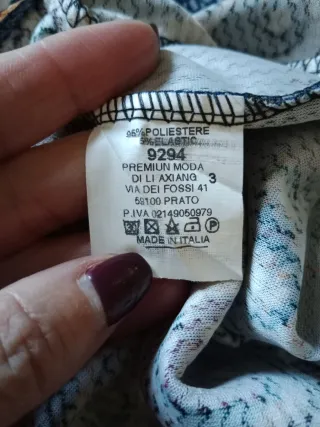 95%POLIESTERE
5%ELASTIC
9294
PREMIUN MODA
DI LI AXIANG 3
VIA DEI FOSSI 41
59100 PRATO
P.IVA 02149050979
MADE IN ITALIA